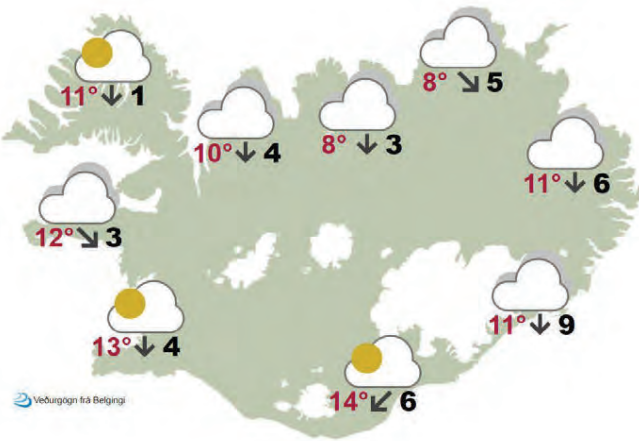 8° ↘ 5
11° ↓ 1
10° ↓ 4
8° ↓ 3
11° ↓ 6
12° ↘ 3
13° ↓ 4
11° ↓ 9
14° ↙ 6
Veðurgögn frá Belgingi